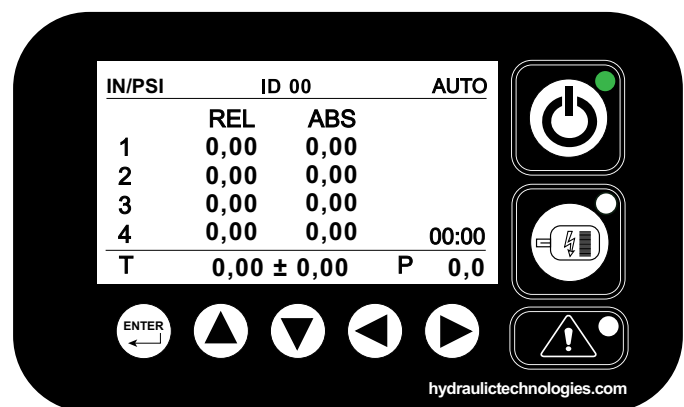 IN/PSI ID 00 AUTO
REL ABS
1 0,00 0,00
2 0,00 0,00
3 0,00 0,00
4 0,00 0,00 00:00
T 0,00 ± 0,00 P 0,0
ENTER
hydraulictechnologies.com